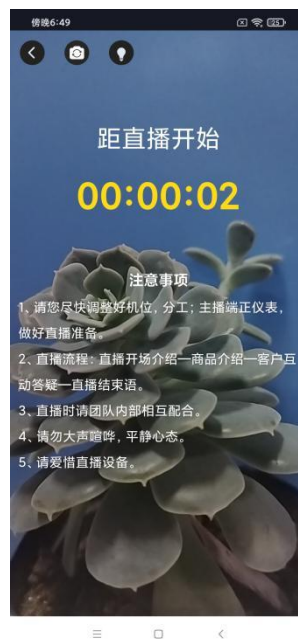 傍晚6:49
25
距直播开始
00:00:02
注意事项
1、请您尽快调整好机位，分工；主播端正仪表，
做好直播准备。
2、直播流程：直播开场介绍—商品介绍—客户互
动答疑—直播结束语。
3、直播时请团队内部相互配合。
4、请勿大声喧哗，平静心态。
5、请爱惜直播设备。